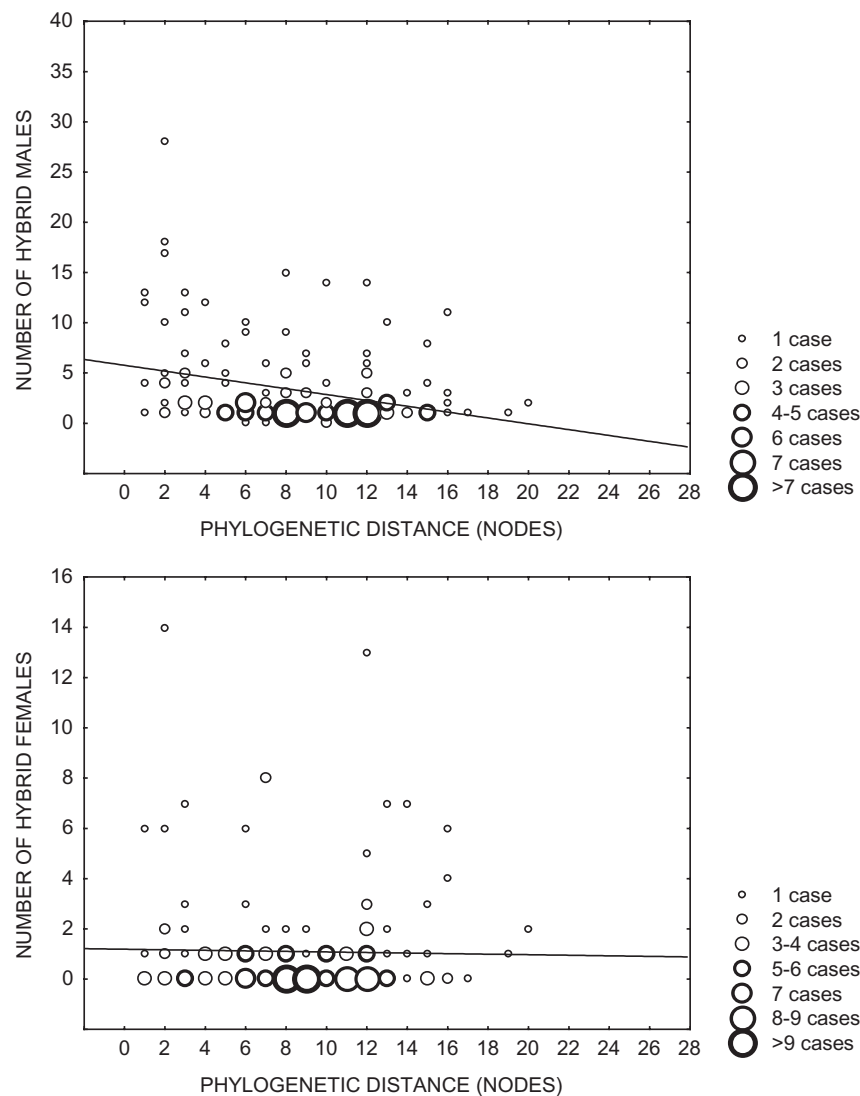 40
35
30
25
20
15
10
5
0
NUMBER OF HYBRID MALES
0 2 4 6 8 10 12 14 16 18 20 22 24 26 28
PHYLOGENETIC DISTANCE (NODES)
1 case
2 cases
3 cases
4-5 cases
6 cases
7 cases
>7 cases
16
14
12
10
8
6
4
2
0
NUMBER OF HYBRID FEMALES
0 2 4 6 8 10 12 14 16 18 20 22 24 26 28
PHYLOGENETIC DISTANCE (NODES)
1 case
2 cases
3-4 cases
5-6 cases
7 cases
8-9 cases
>9 cases